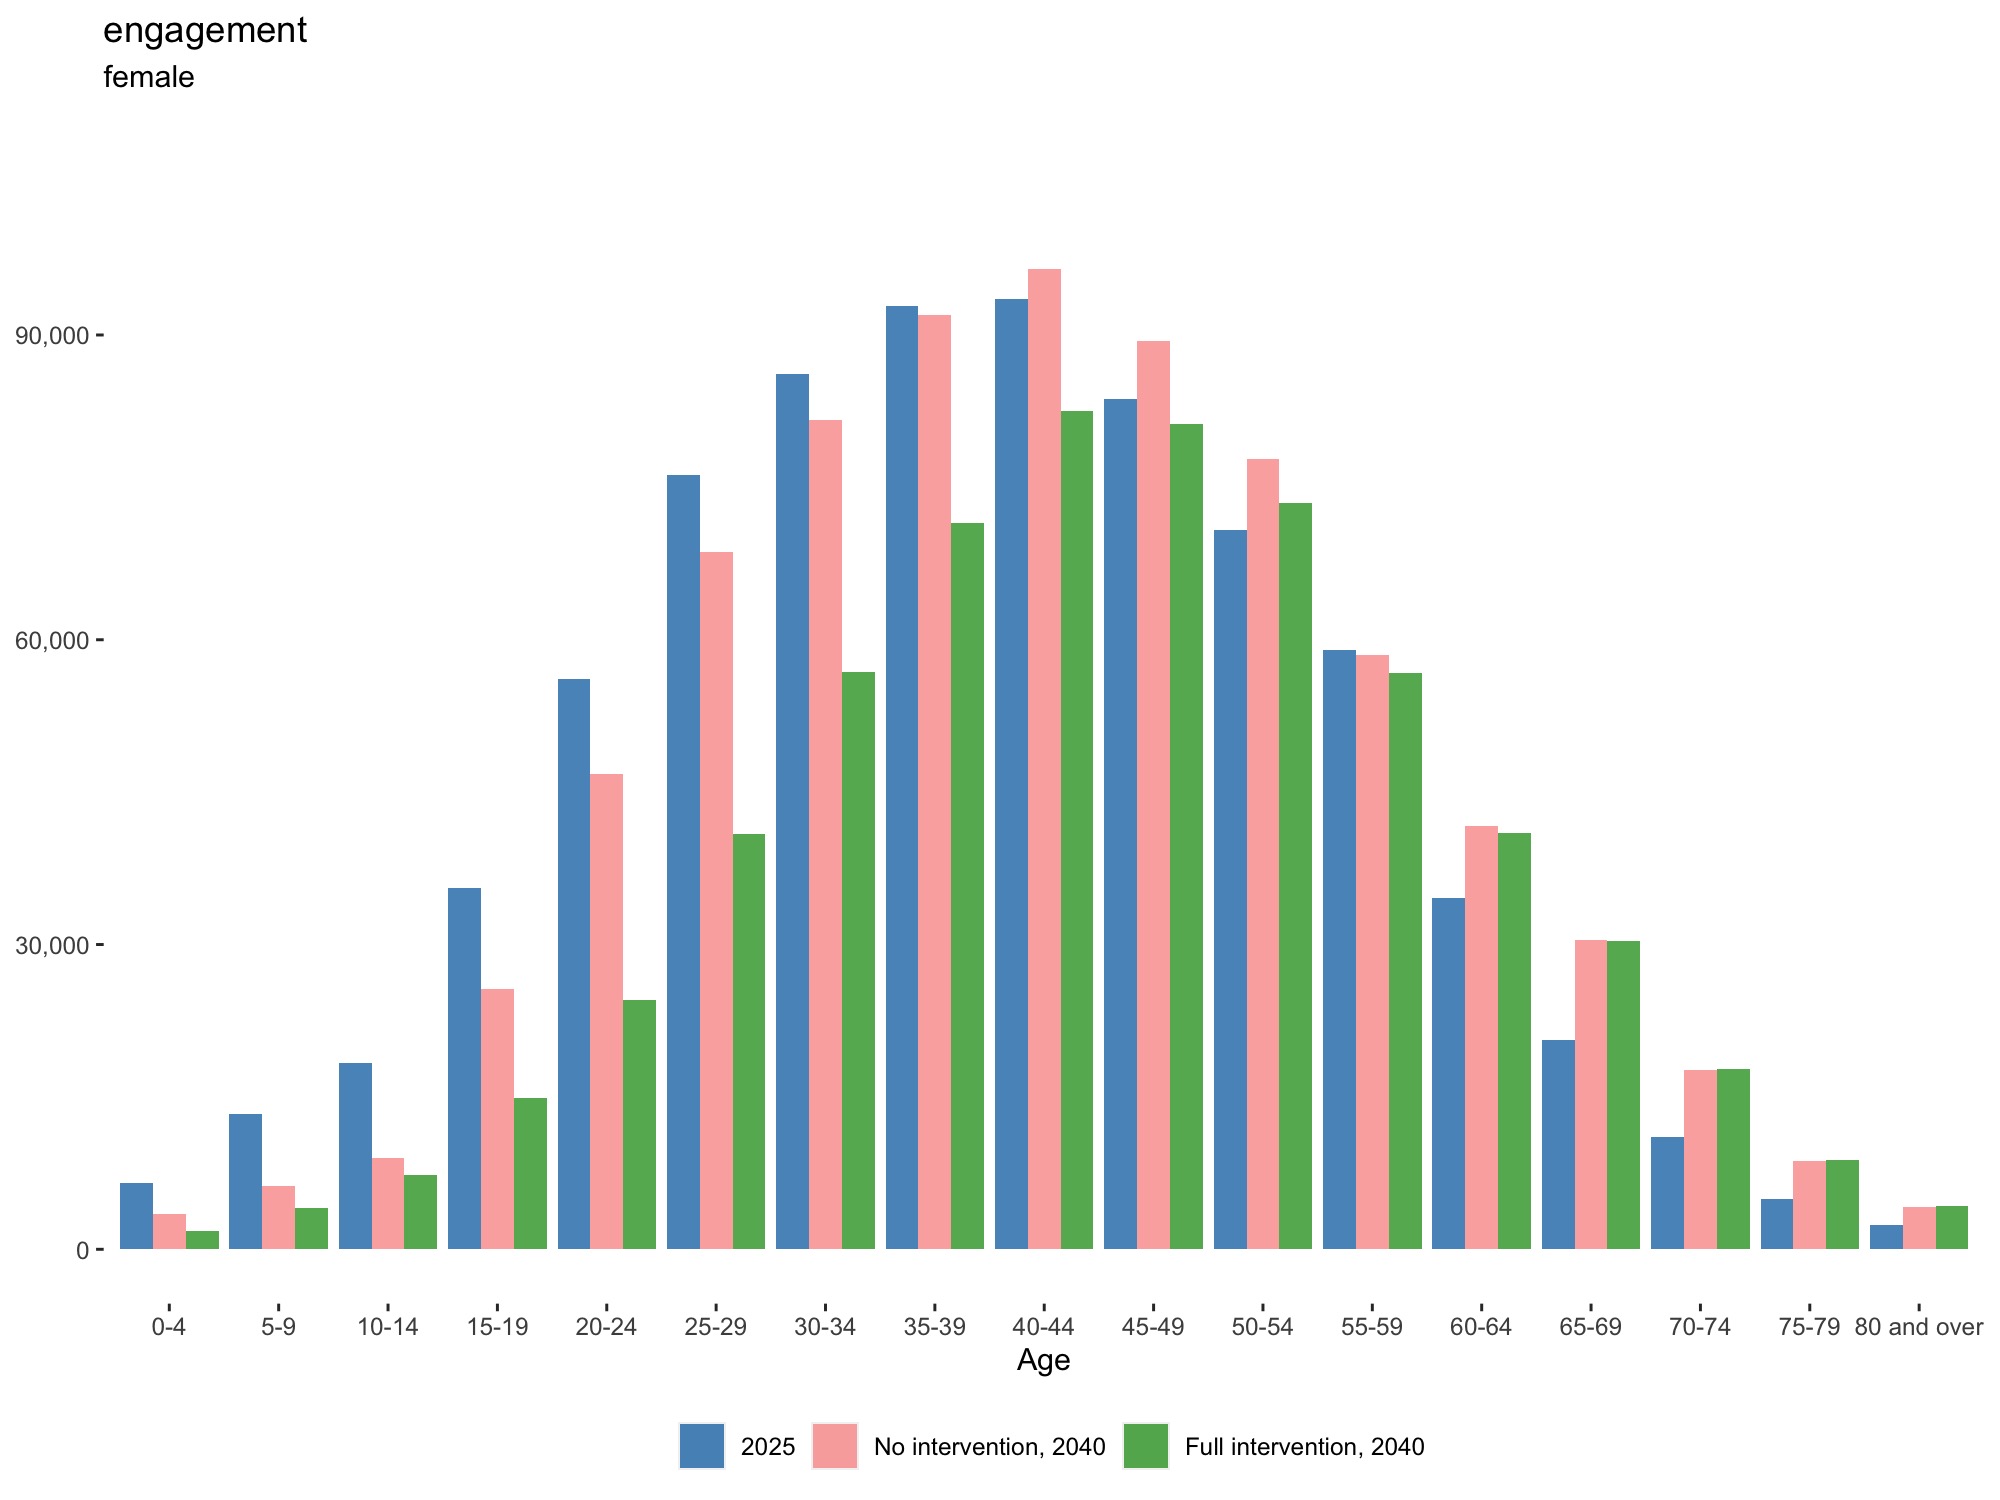 engagement
female
90,000
60,000
30,000
0
0-4 5-9 10-14 15-19 20-24 25-29 30-34 35-39 40-44 45-49 50-54 55-59 60-64 65-69 70-74 75-79 80 and over
Age
2025 No intervention, 2040 Full intervention, 2040